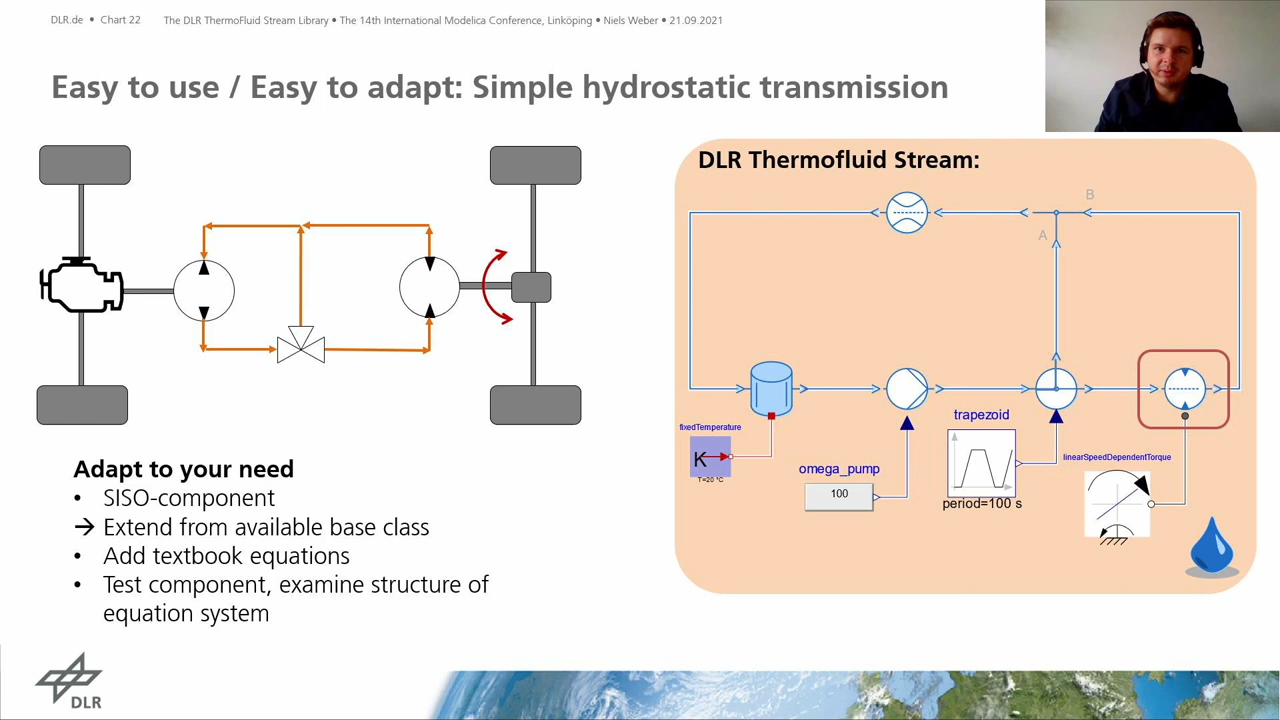 DLR.de • Chart 22 The DLR ThermoFluid Stream Library • The 14th International Modelica Conference, Linköping • Niels Weber • 21.09.2021
Easy to use / Easy to adapt: Simple hydrostatic transmission
DLR Thermofluid Stream:
B
A
fixedTemperature
K
T=20 °C
omega_pump
100
trapezoid
period=100 s
linearSpeedDependentTorque
Adapt to your need
• SISO-component
→ Extend from available base class
• Add textbook equations
• Test component, examine structure of
equation system
DLR